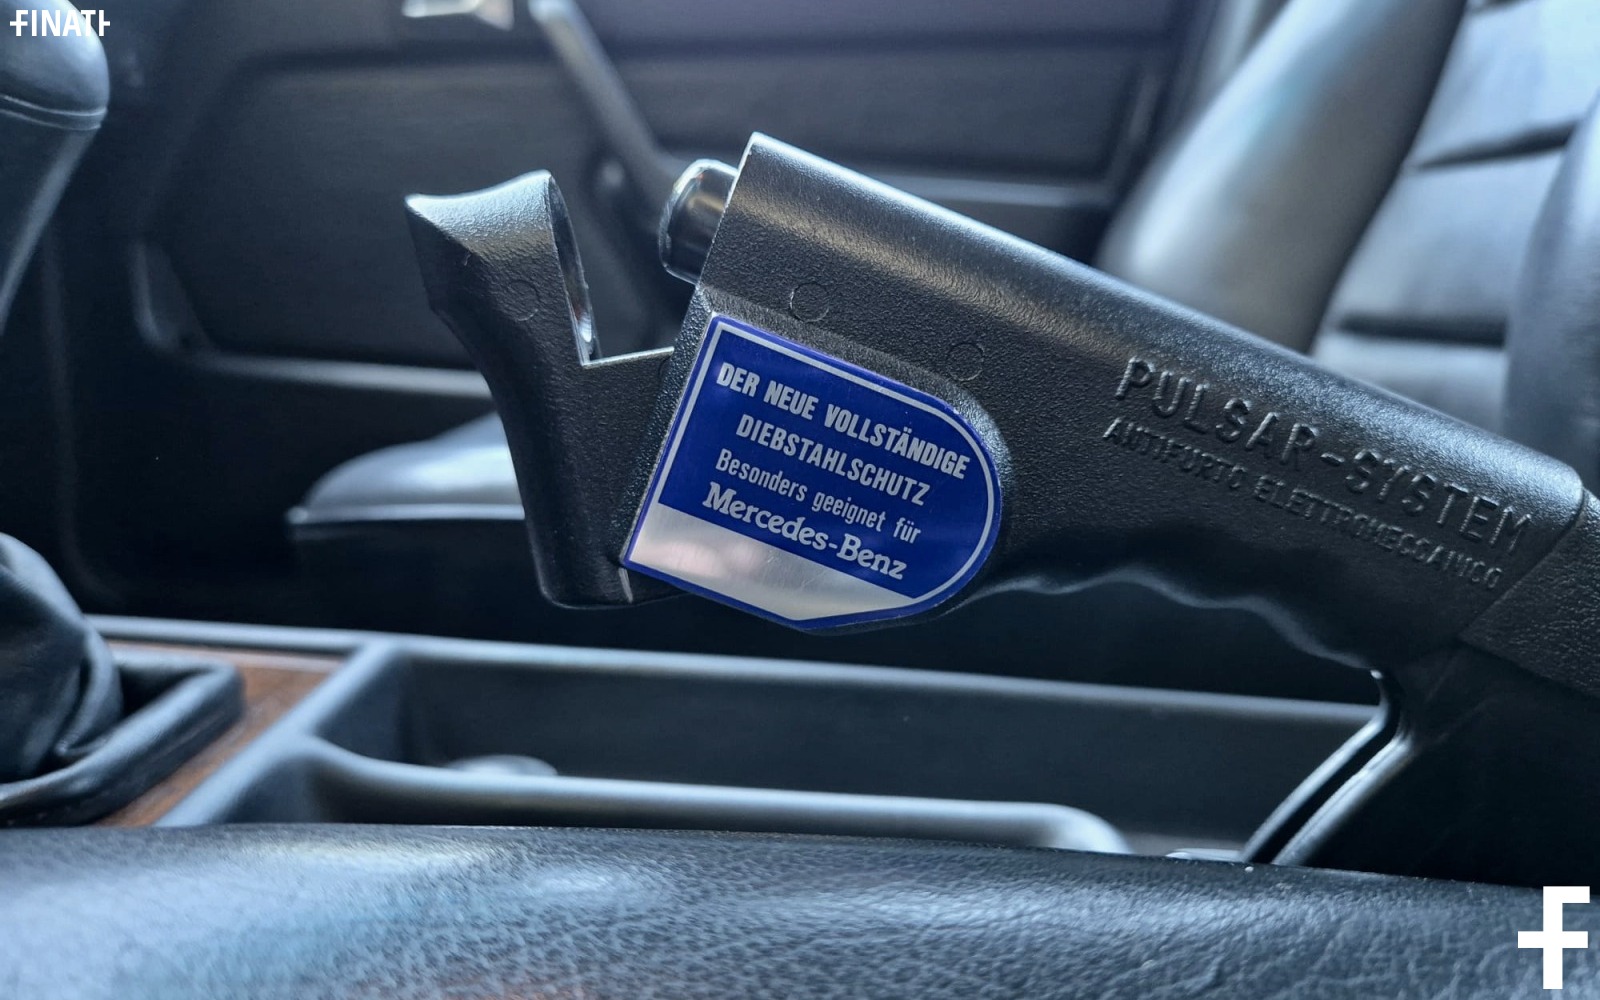 FINATI
DER NEUE VOLLSTÄNDIGE
DIEBSTAHLSCHUTZ
Besonders geeignet für
Mercedes-Benz
PULSAR-SYSTEM
ANTIFURTO ELETTROMECCANICO
F